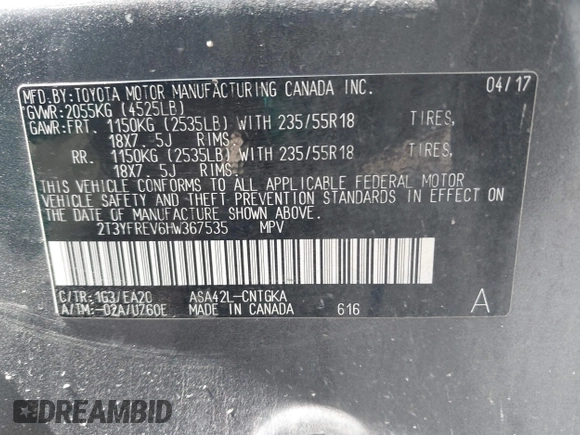 MFD.BY:TOYOTA MOTOR MANUFACTURING CANADA INC. 04/17
GVWR:2055KG (4525LB)
GAWR:FRT. 1150KG (2535LB) WITH 235/55R18 TIRES,
18X7.5J RIMS,
RR. 1150KG (2535LB) WITH 235/55R18 TIRES,
18X7.5J RIMS.
THIS VEHICLE CONFORMS TO ALL APPLICABLE FEDERAL MOTOR
VEHICLE SAFETY AND THEFT PREVENTION STANDARDS IN EFFECT ON
THE DATE OF MANUFACTURE SHOWN ABOVE.
2T3YFREV6HW367535 MPV
C/TR:1G3/EA20 ASA42L-CNTGKA
A/TM:-02A/U760E MADE IN CANADA 616 A
DREAMBID